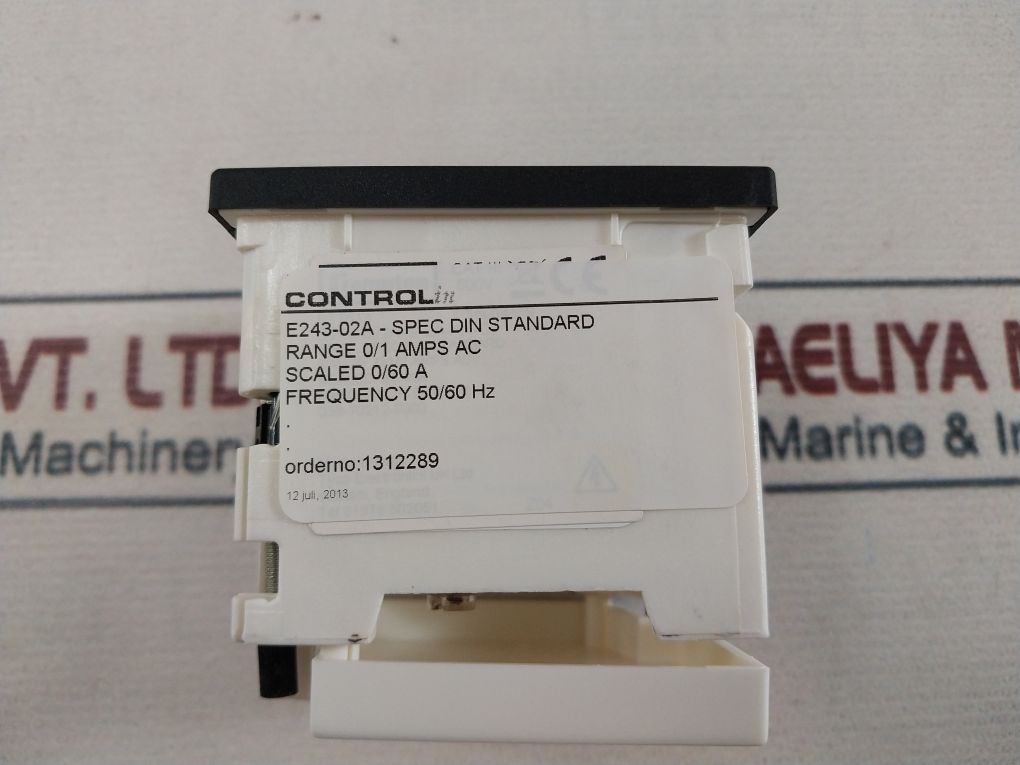 CONTROLin
E243-02A - SPEC DIN STANDARD
RANGE 0/1 AMPS AC
SCALED 0/60 A
FREQUENCY 50/60 Hz
.
.
orderno:1312289
12 juli, 2013
VT. LTD
AELIYA
Machiner
Marine & In